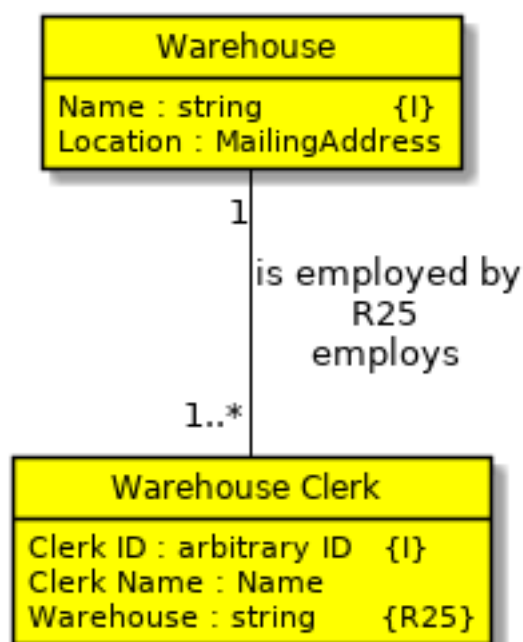 Warehouse
Name : string {I}
Location : MailingAddress
1
is employed by
R25
employs
1..*
Warehouse Clerk
Clerk ID : arbitrary ID {I}
Clerk Name : Name
Warehouse : string {R25}